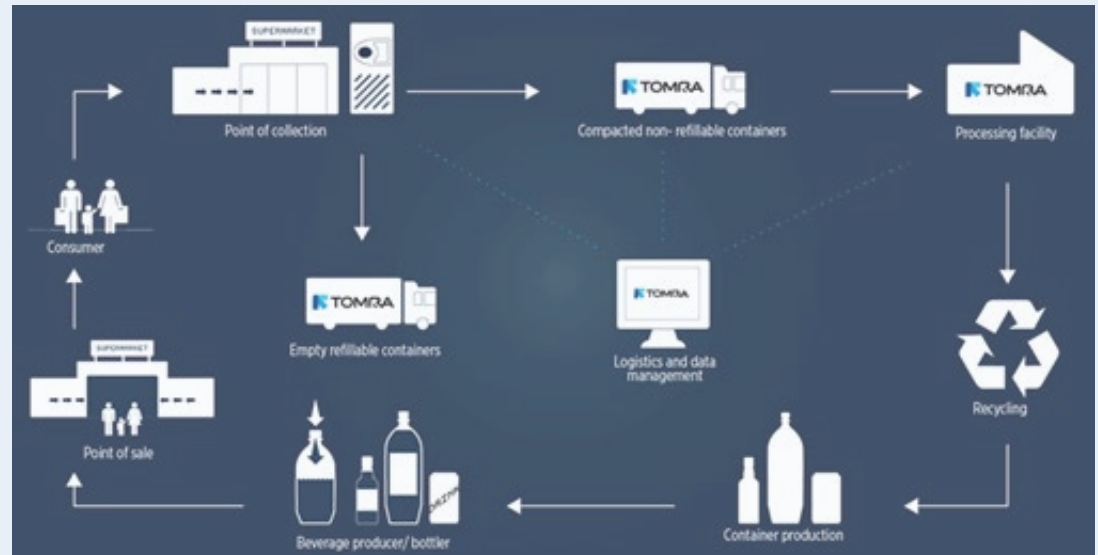 SUPERMARKET
Point of collection
TOMRA
Compacted non- refillable containers
TOMRA
Processing facility
Consumer
TOMRA
Empty refillable containers
TOMRA
Logistics and data
management
SUPERMARKET
Point of sale
Recycling
DRINK
Beverage producer/ bottler
Container production